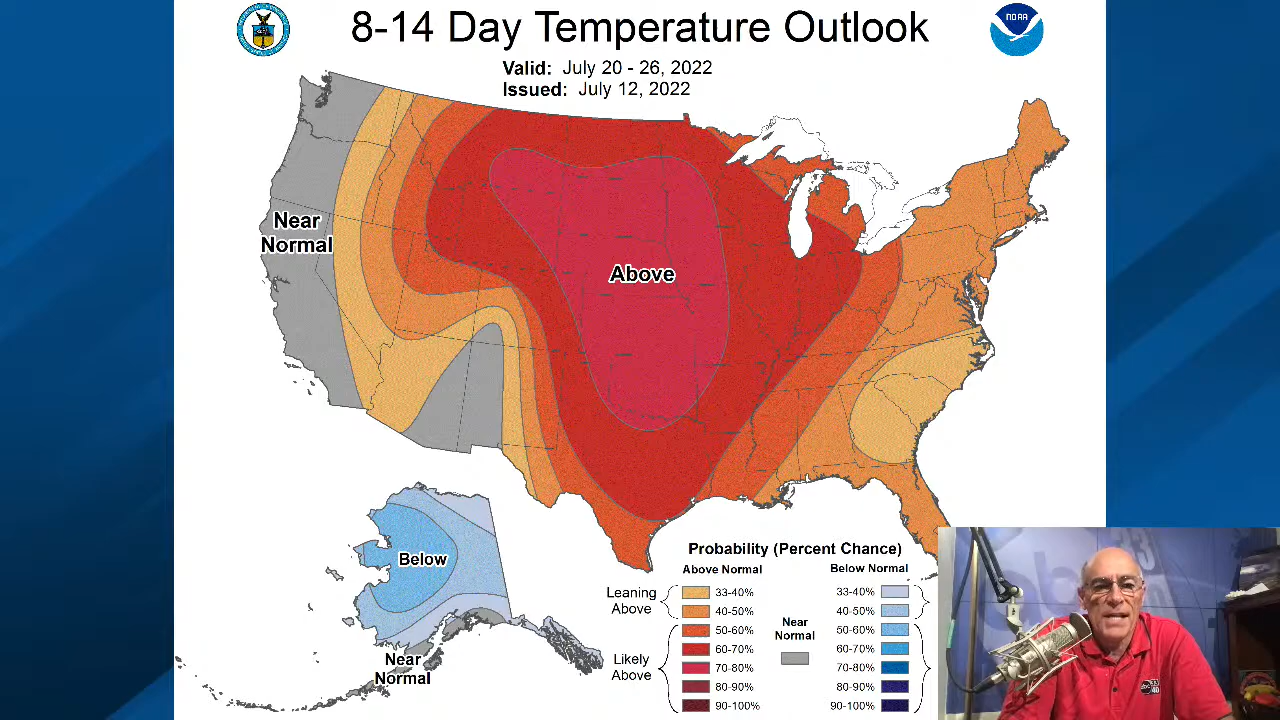 8-14 Day Temperature Outlook
NOAA
Valid: July 20 - 26, 2022
Issued: July 12, 2022
Near
Normal
Above
Below
Near
Normal
Probability (Percent Chance)
Above Normal
Below Normal
Leaning
Above
33-40%
40-50%
Likely
Above
50-60%
60-70%
70-80%
80-90%
90-100%
Near
Normal
33-40%
40-50%
50-60%
60-70%
70-80%
80-90%
90-100%